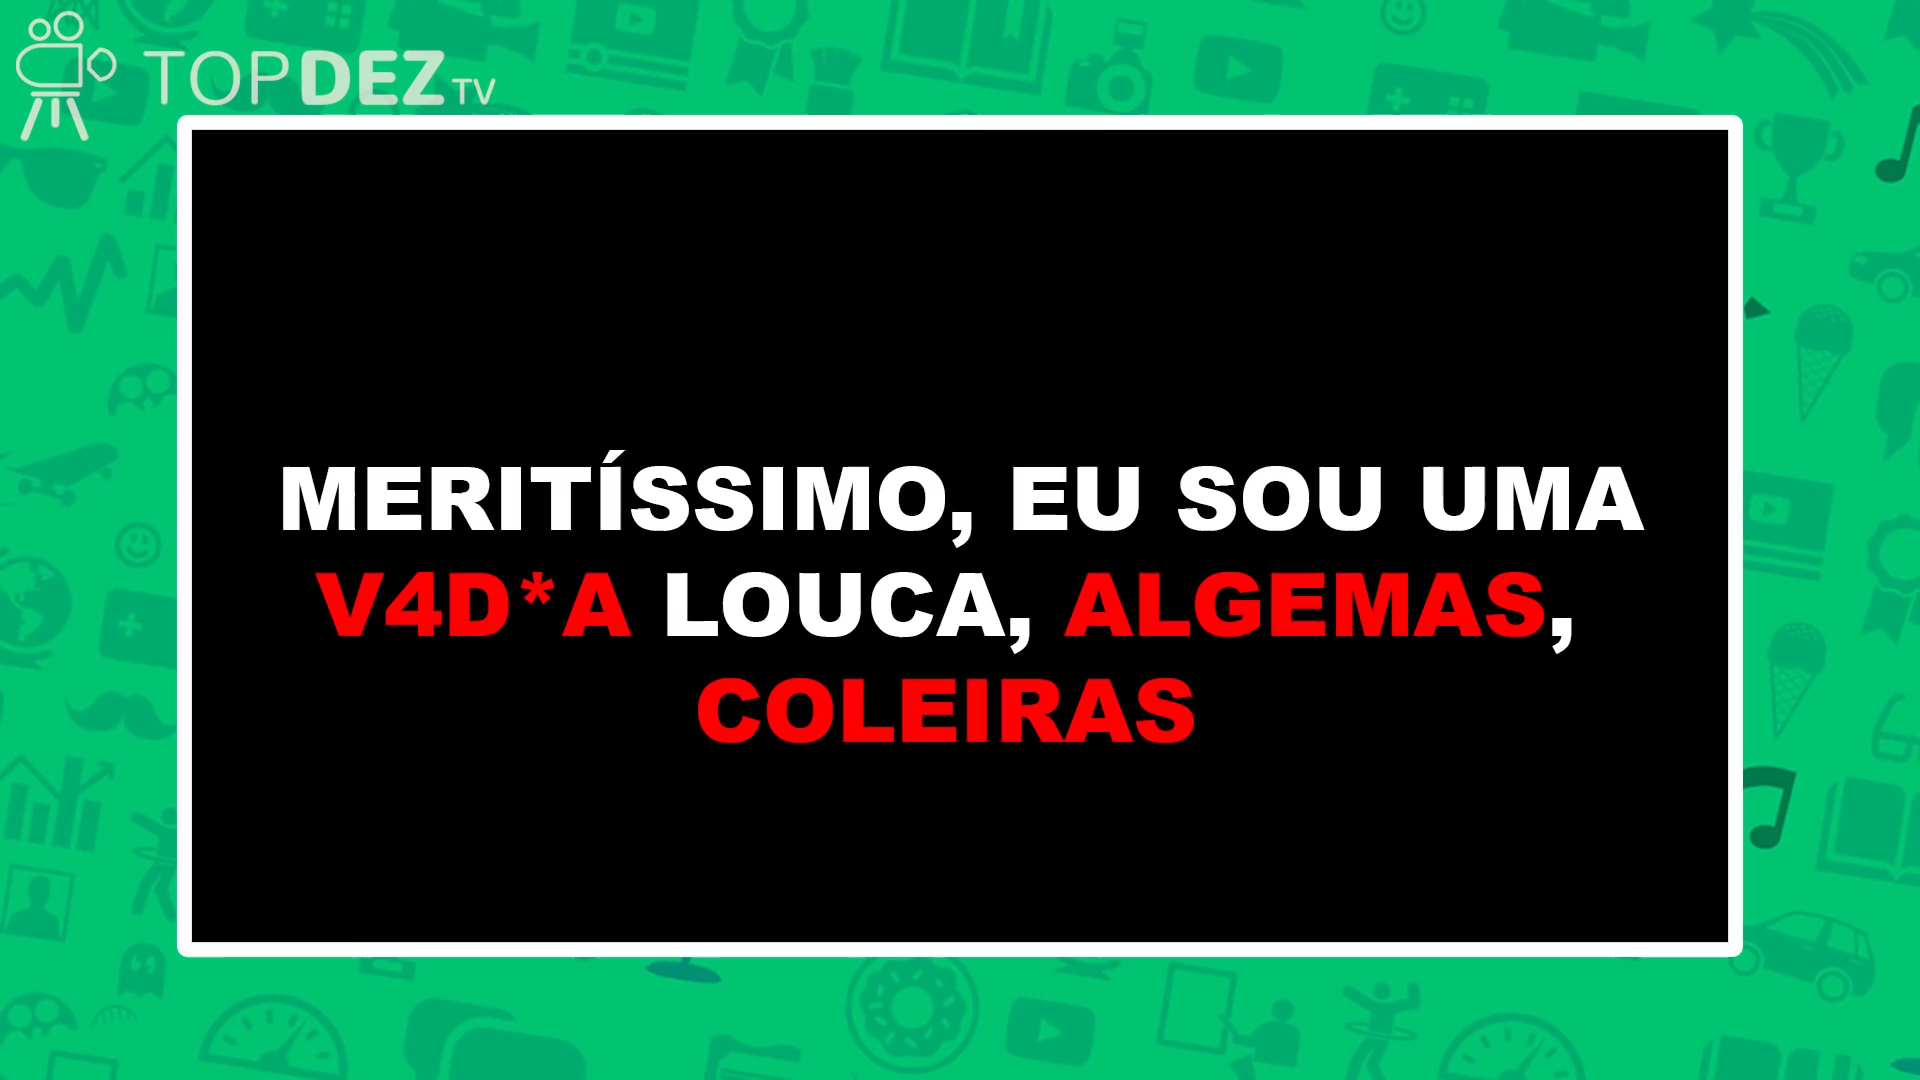 TOPDEZ TV
MERITÍSSIMO, EU SOU UMA
V4D*A LOUCA, ALGEMAS,
COLEIRAS